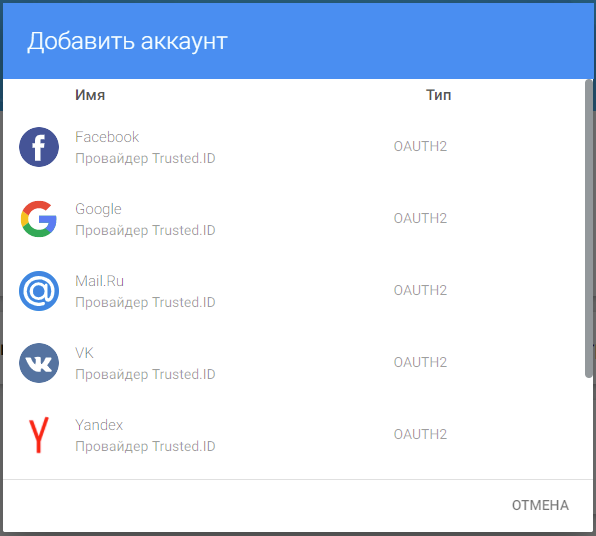 Добавить аккаунт
Имя Тип
Facebook
Провайдер Trusted.ID OAUTH2
Google
Провайдер Trusted.ID OAUTH2
Mail.Ru
Провайдер Trusted.ID OAUTH2
VK
Провайдер Trusted.ID OAUTH2
Yandex
Провайдер Trusted.ID OAUTH2
ОТМЕНА